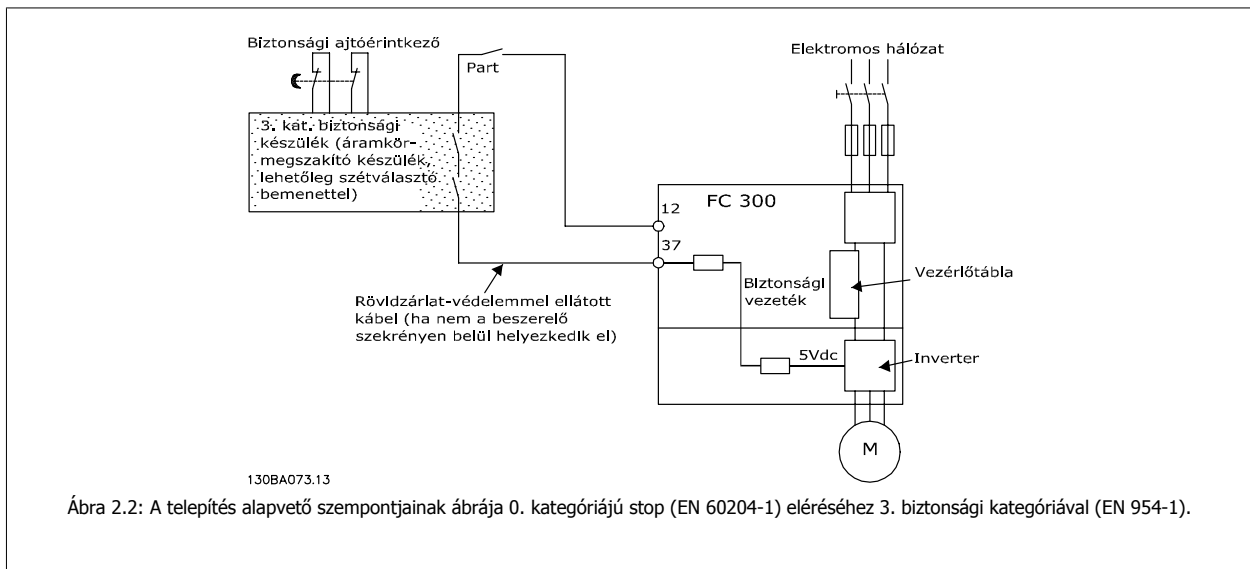 Biztonsági ajtóérintkező
Part
Elektromos hálózat
3. kat. biztonsági
készülék (áramkör-
megszakító készülék,
lehetőleg szétválasztó
bemenettel)
FC 300
12
37
Biztonsági
vezeték
Vezérlőtábla
Rövidzárlat-védelemmel ellátott
kábel (ha nem a beszerelő
szekrényen belül helyezkedik el)
5Vdc
Inverter
M
130BA073.13
Ábra 2.2: A telepítés alapvető szempontjainak ábrája 0. kategóriájú stop (EN 60204-1) eléréséhez 3. biztonsági kategóriával (EN 954-1).